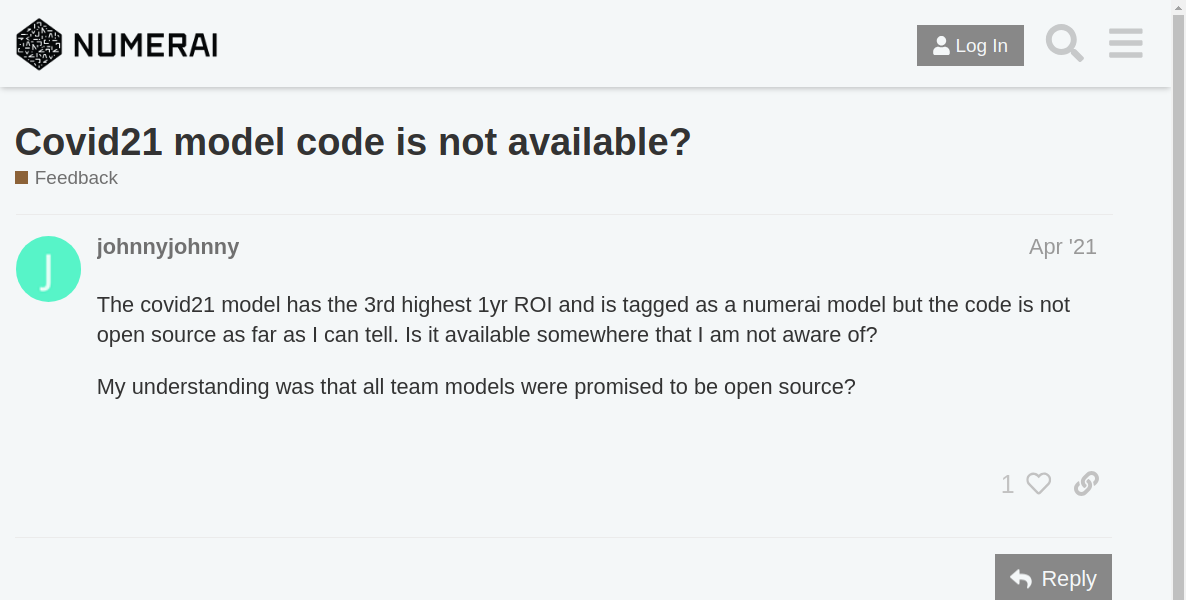 NUMERAI
Log In
Covid21 model code is not available?
Feedback
J
johnnyjohnny
Apr '21
The covid21 model has the 3rd highest 1yr ROI and is tagged as a numerai model but the code is not
open source as far as I can tell. Is it available somewhere that I am not aware of?
My understanding was that all team models were promised to be open source?
1
Reply